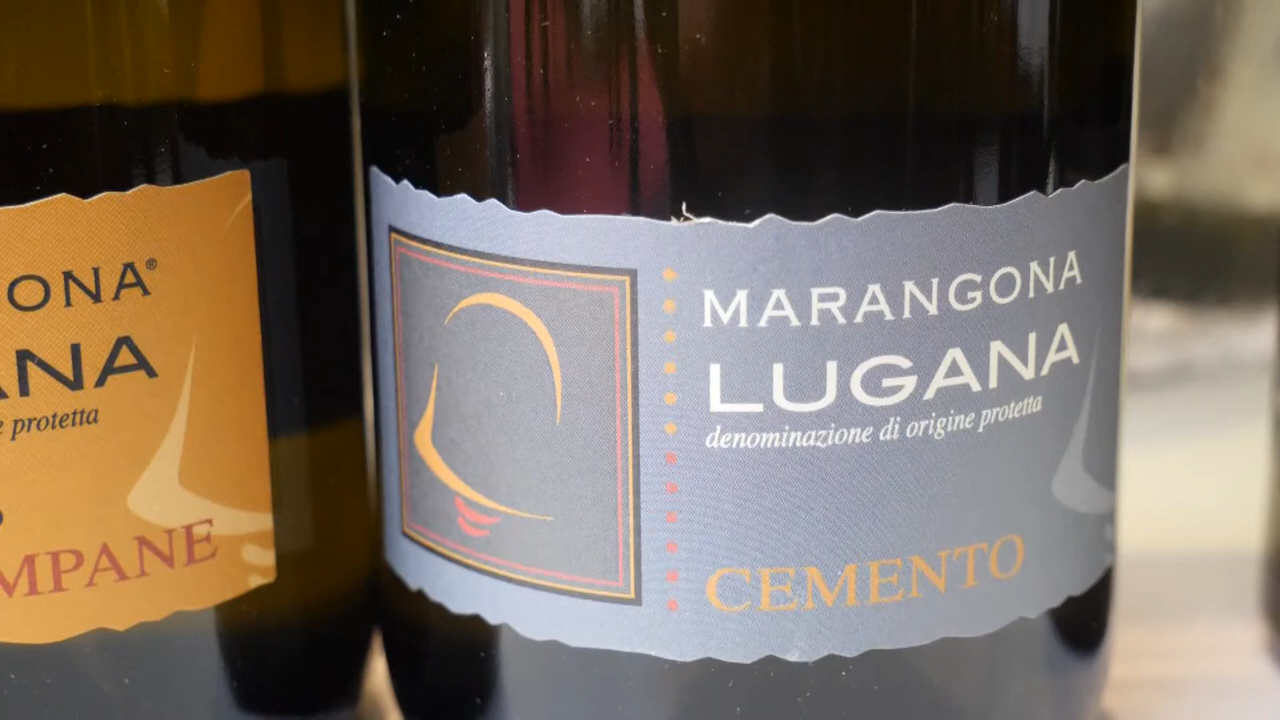 ONA®
ANA
e protetta
MPANE
MARANGONA
LUGANA
denominazione di origine protetta
CEMENTO